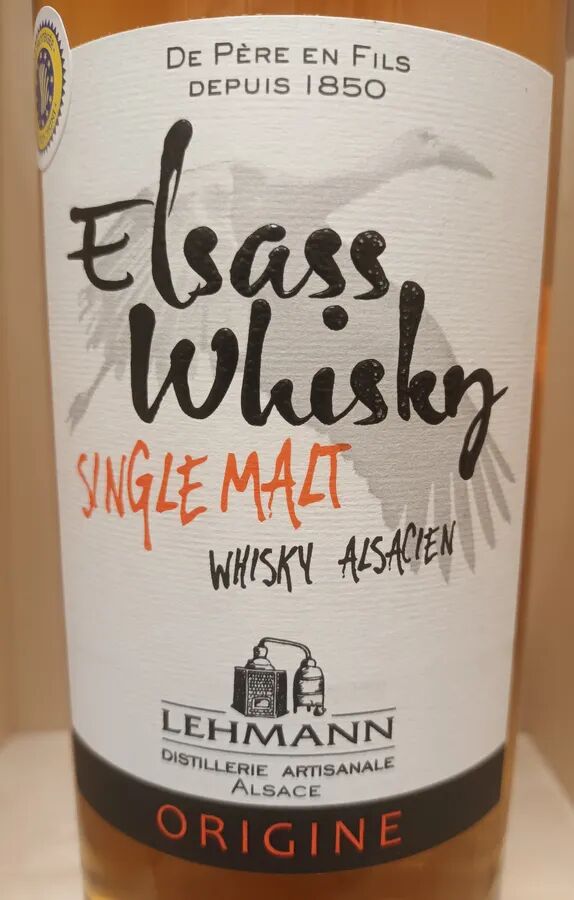 De Père en Fils
depuis 1850
Elsass
Whisky
SINGLE MALT
WHISKY ALSACIEN
LEHMANN
DISTILLERIE ARTISANALE
ALSACE
ORIGINE